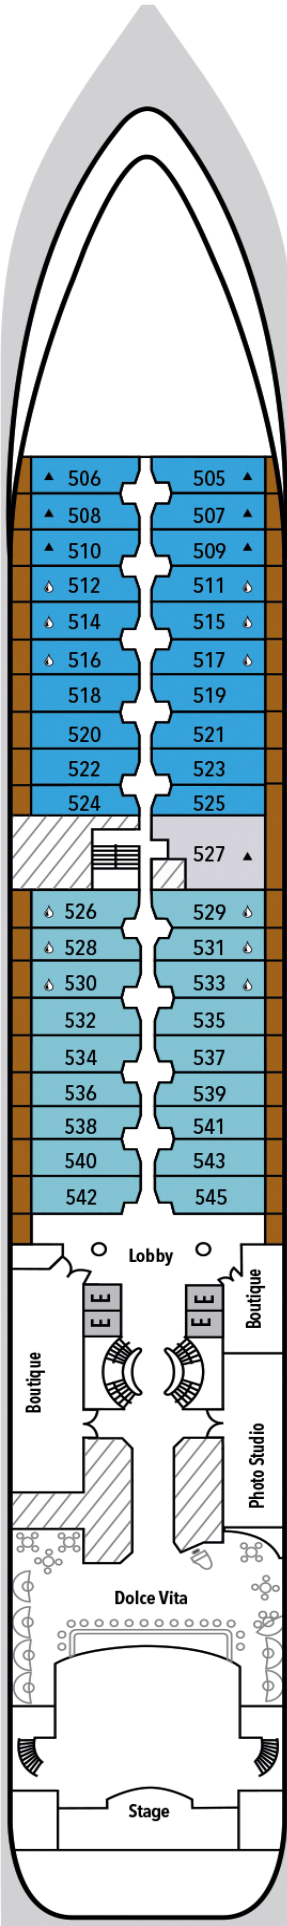 506 505
508 507
510 509
512 511
514 515
516 517
518 519
520 521
522 523
524 525
527
526 529
528 531
530 533
532 535
534 537
536 539
538 541
540 543
542 545
Lobby
E E
E E
Boutique
Boutique
Photo Studio
Dolce Vita
Stage